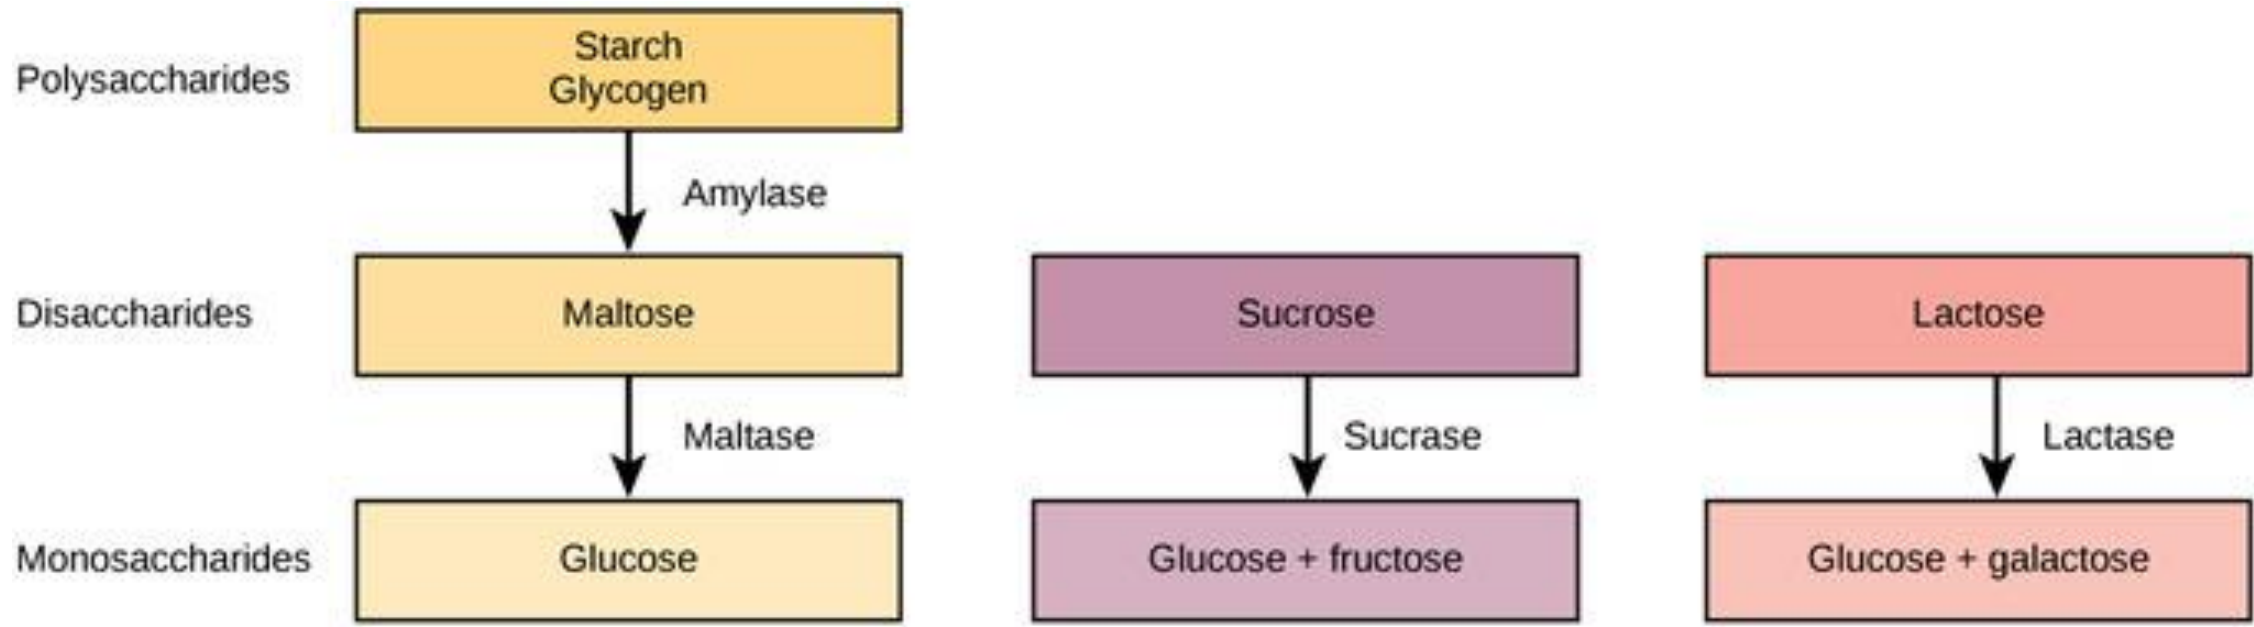 Polysaccharides
Starch
Glycogen
Amylase
Disaccharides
Maltose
Sucrose
Lactose
Maltase
Sucrase
Lactase
Monosaccharides
Glucose
Glucose + fructose
Glucose + galactose